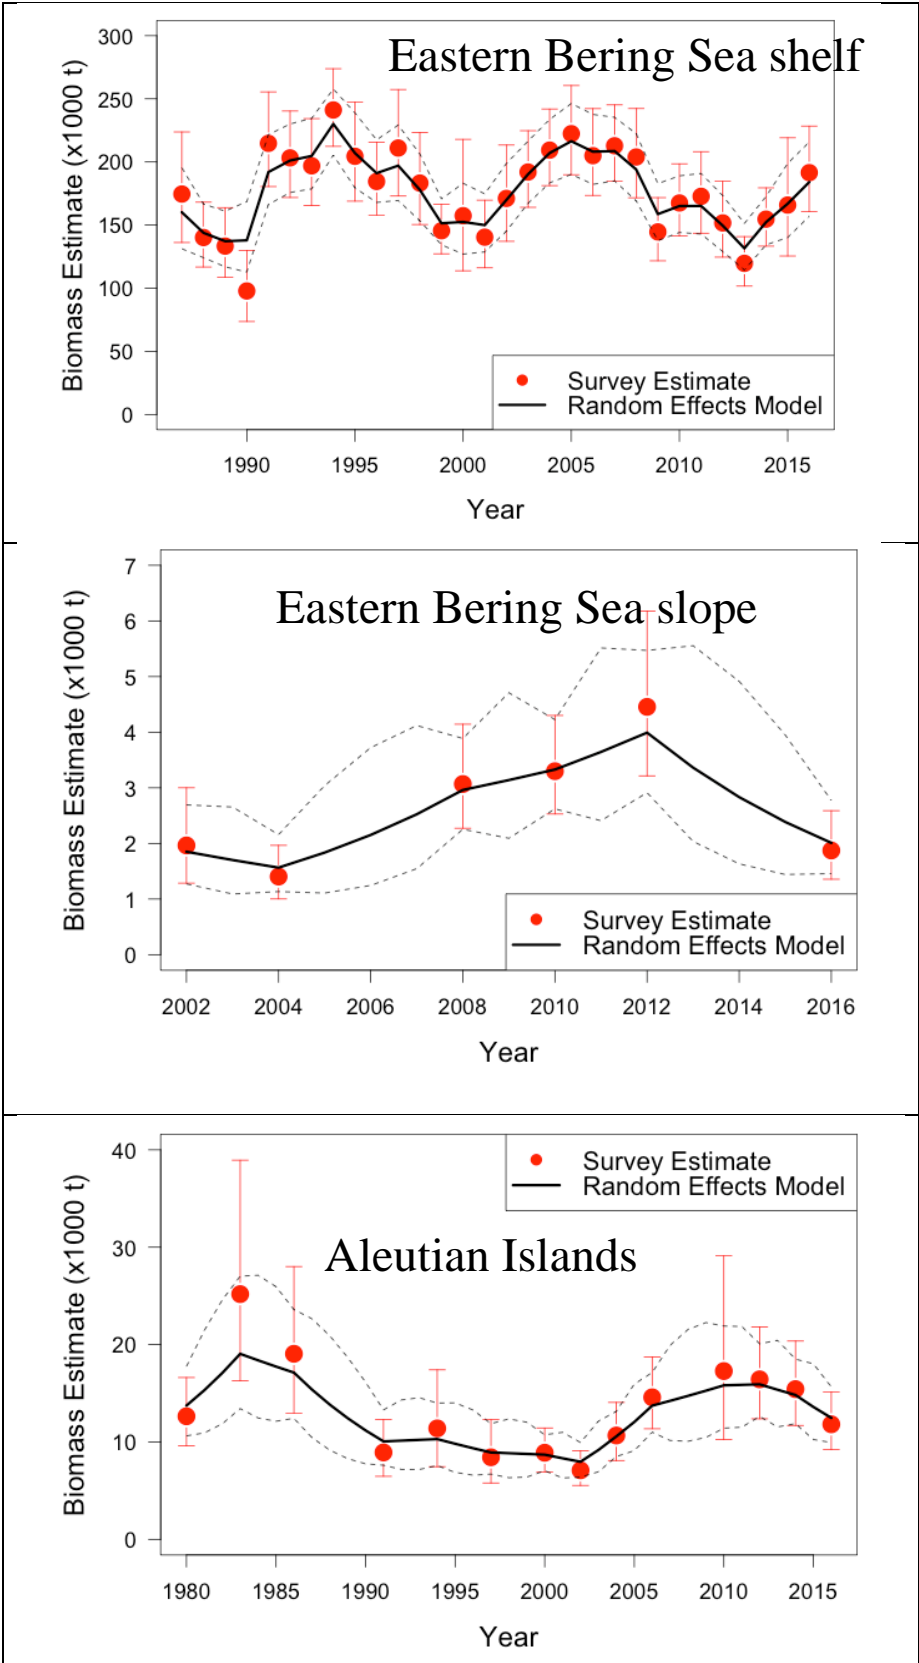 Eastern Bering Sea shelf
Biomass Estimate (x1000 t)
300
250
200
150
100
50
0
Survey Estimate
Random Effects Model
1990 1995 2000 2005 2010 2015
Year
Eastern Bering Sea slope
Biomass Estimate (x1000 t)
7
6
5
4
3
2
1
0
Survey Estimate
Random Effects Model
2002 2004 2006 2008 2010 2012 2014 2016
Year
Survey Estimate
Random Effects Model
Aleutian Islands
Biomass Estimate (x1000 t)
40
30
20
10
0
1980 1985 1990 1995 2000 2005 2010 2015
Year